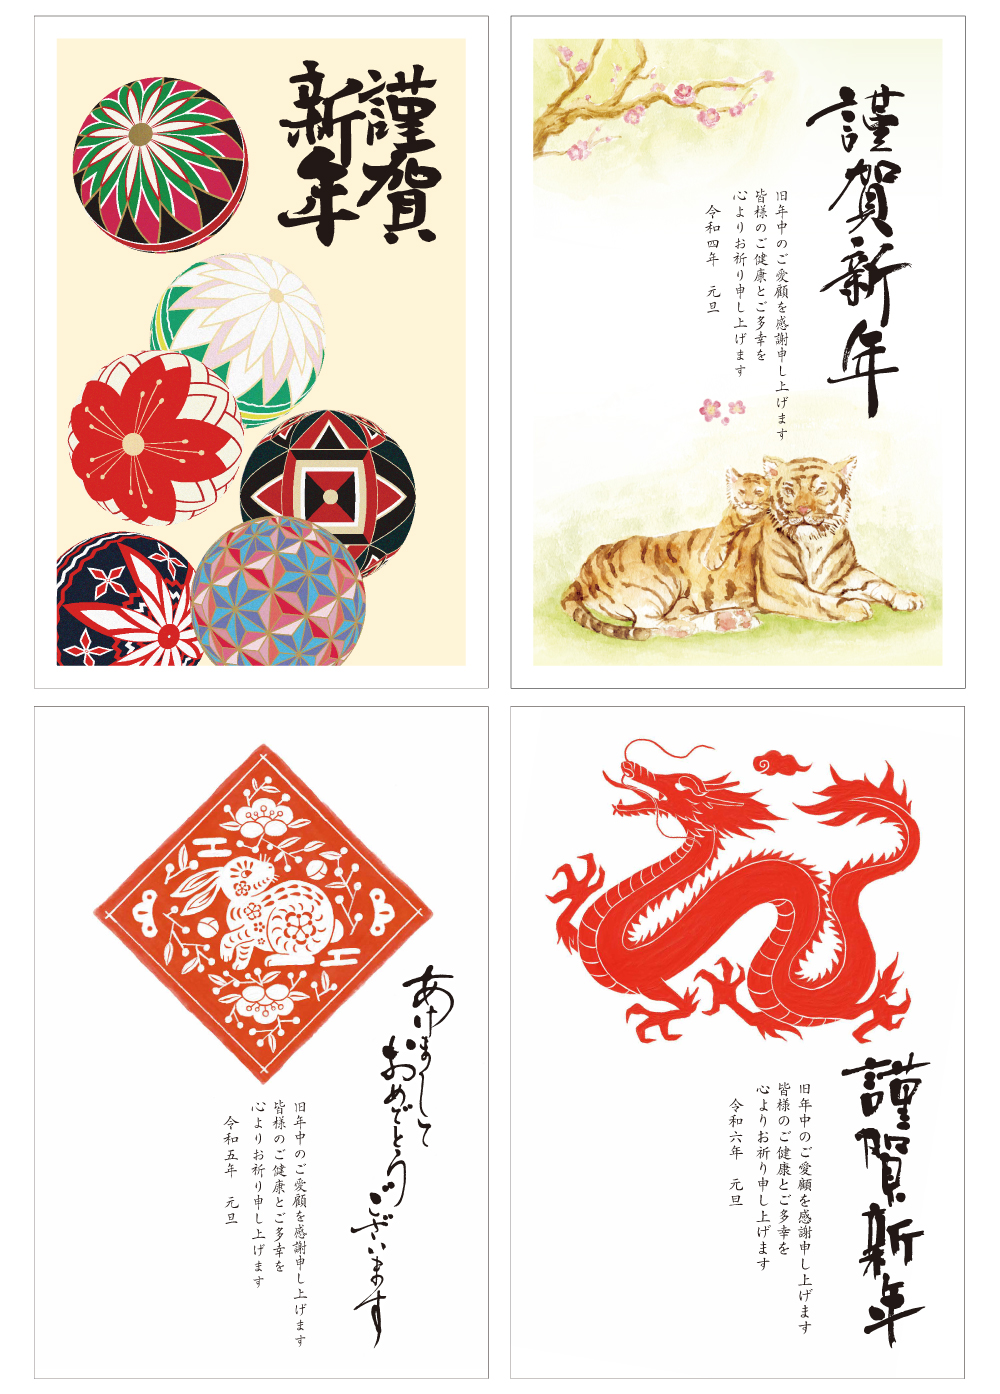 謹賀
新年
謹賀新年
旧年中のご愛顧を感謝申し上げます
皆様のご健康とご多幸を
心よりお祈り申し上げます
令和四年 元旦
あけまして
おめでとう
ございます
旧年中のご愛顧を感謝申し上げます
皆様のご健康とご多幸を
心よりお祈り申し上げます
令和五年 元旦
謹賀新年
旧年中のご愛顧を感謝申し上げます
皆様のご健康とご多幸を
心よりお祈り申し上げます
令和六年 元旦